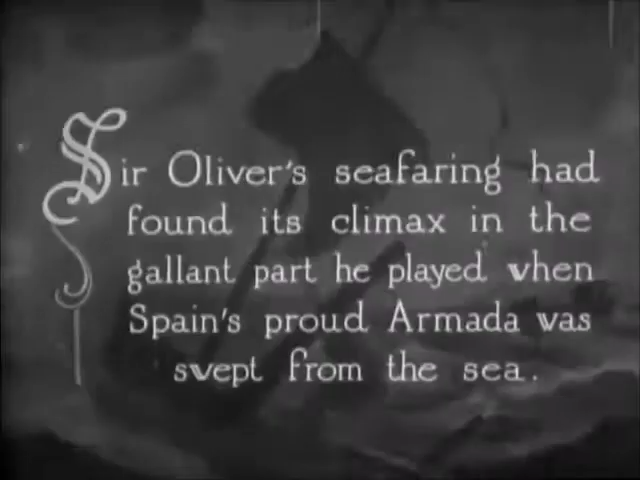 Sir Oliver's seafaring had
found its climax in the
gallant part he played when
Spain's proud Armada was
swept from the sea.